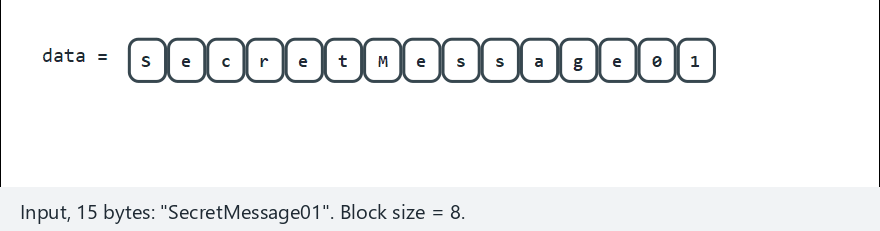 data = S e c r e t M e s s a g e 0 1
Input, 15 bytes: "SecretMessage01". Block size = 8.